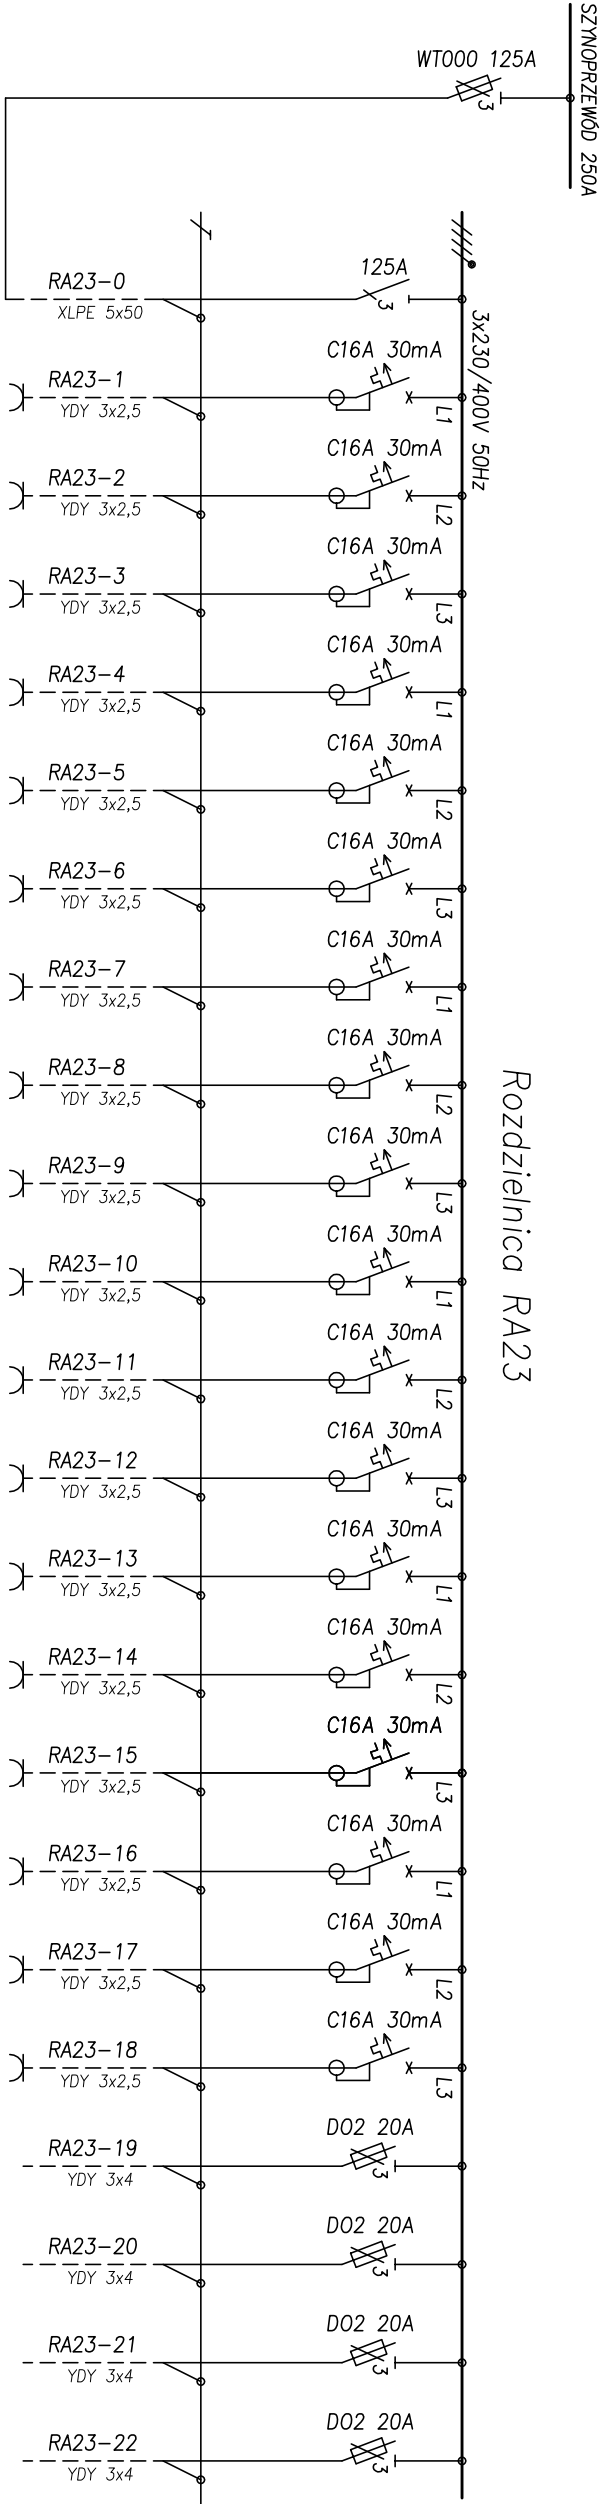 SZYNOPRZEWÓD 250A
WT000 125A
3
125A
3
RA23-0
XLPE 5x50
3x230/400V 50Hz
C16A 30mA
RA23-1
YDY 3x2,5
L1
C16A 30mA
RA23-2
YDY 3x2,5
L2
C16A 30mA
RA23-3
YDY 3x2,5
L3
C16A 30mA
RA23-4
YDY 3x2,5
L1
C16A 30mA
RA23-5
YDY 3x2,5
L2
C16A 30mA
RA23-6
YDY 3x2,5
L3
C16A 30mA
RA23-7
YDY 3x2,5
L1
C16A 30mA
RA23-8
YDY 3x2,5
L2
Rozdzielnica RA23
C16A 30mA
RA23-9
YDY 3x2,5
L3
C16A 30mA
RA23-10
YDY 3x2,5
L1
C16A 30mA
RA23-11
YDY 3x2,5
L2
C16A 30mA
RA23-12
YDY 3x2,5
L3
C16A 30mA
RA23-13
YDY 3x2,5
L1
C16A 30mA
RA23-14
YDY 3x2,5
L2
C16A 30mA
RA23-15
YDY 3x2,5
L3
C16A 30mA
RA23-16
YDY 3x2,5
L1
C16A 30mA
RA23-17
YDY 3x2,5
L2
C16A 30mA
RA23-18
YDY 3x2,5
L3
D02 20A
RA23-19
3
YDY 3x4
D02 20A
RA23-20
3
YDY 3x4
D02 20A
RA23-21
3
YDY 3x4
D02 20A
RA23-22
3
YDY 3x4